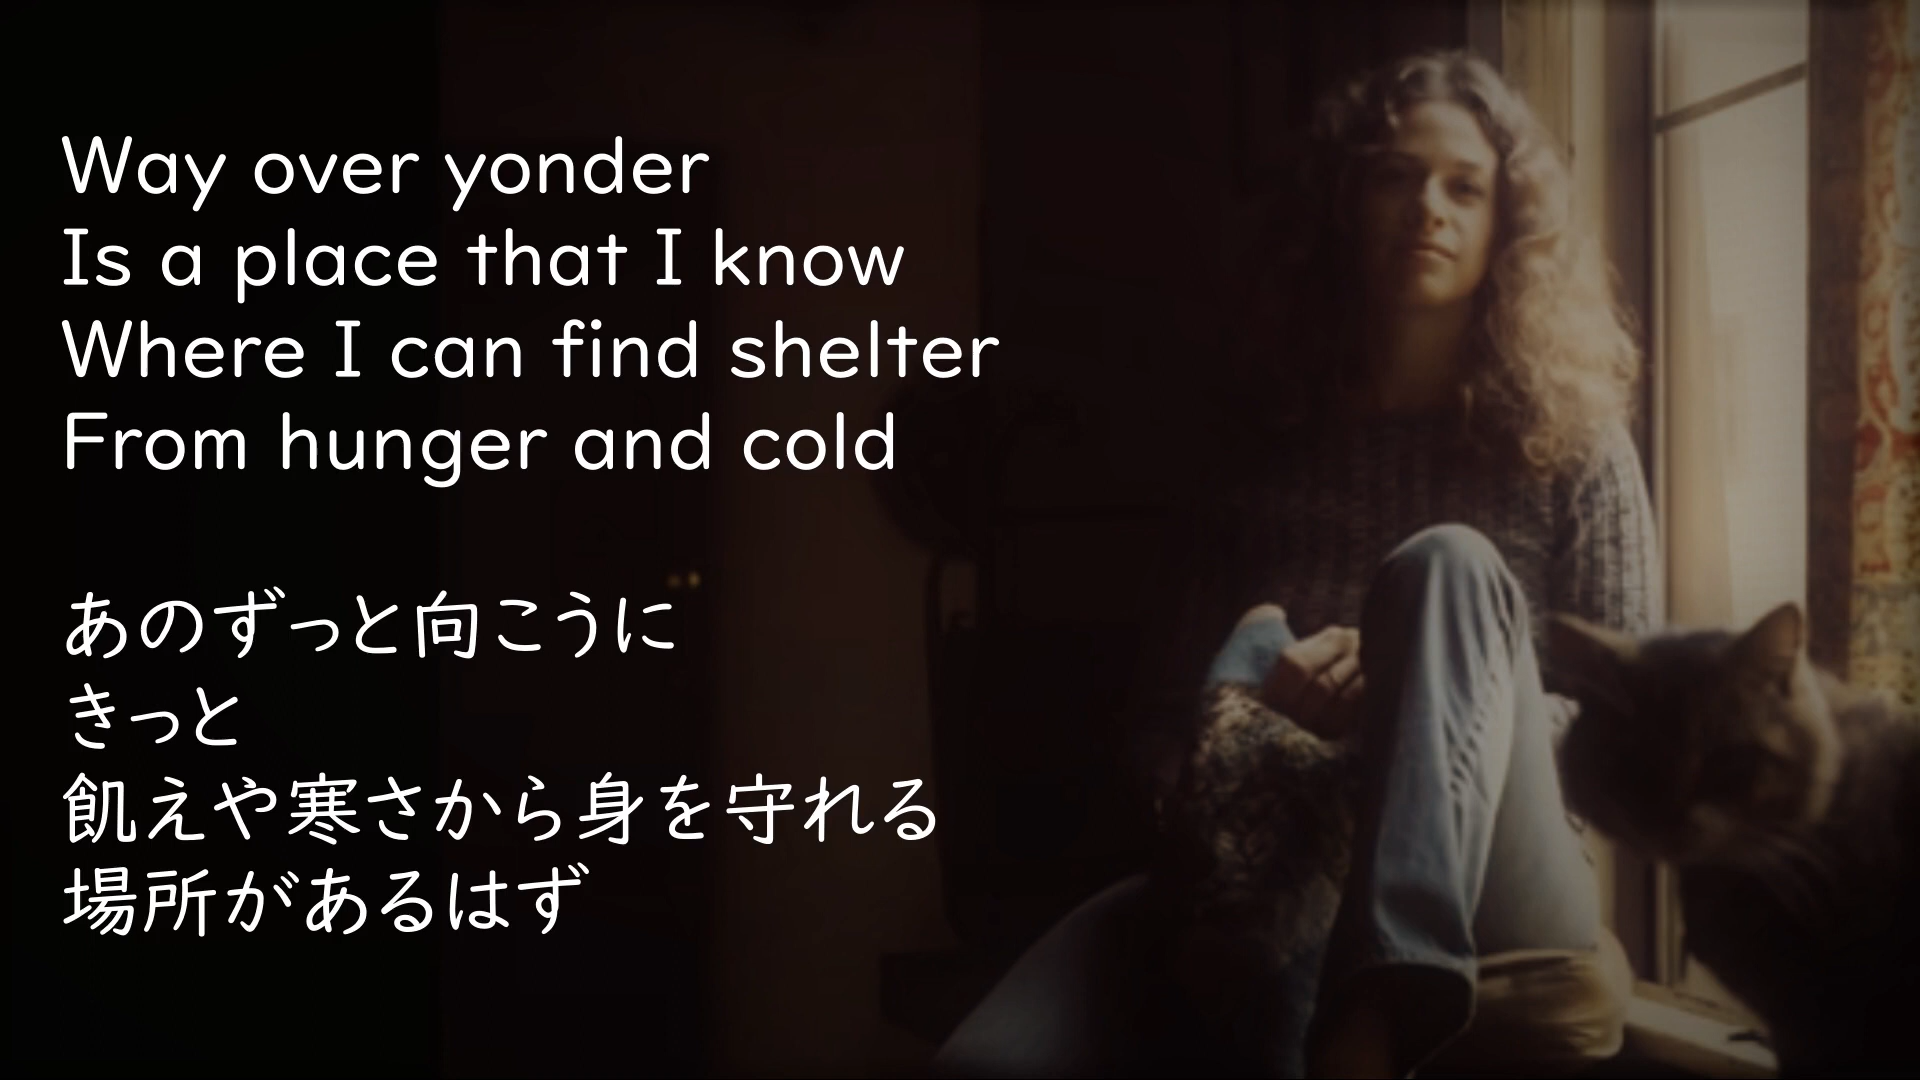 Way over yonder
Is a place that I know
Where I can find shelter
From hunger and cold
あのずっと向こうに
きっと
飢えや寒さから身を守れる
場所があるはず